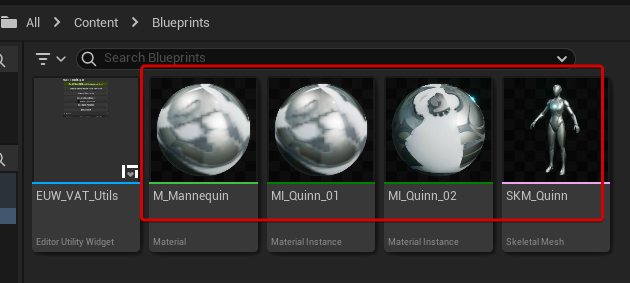 All > Content > Blueprints
Search Blueprints
EUW_VAT_Utils
M_Mannequin
MI_Quinn_01
MI_Quinn_02
SKM_Quinn
Editor Utility Widget
Material
Material Instance
Material Instance
Skeletal Mesh